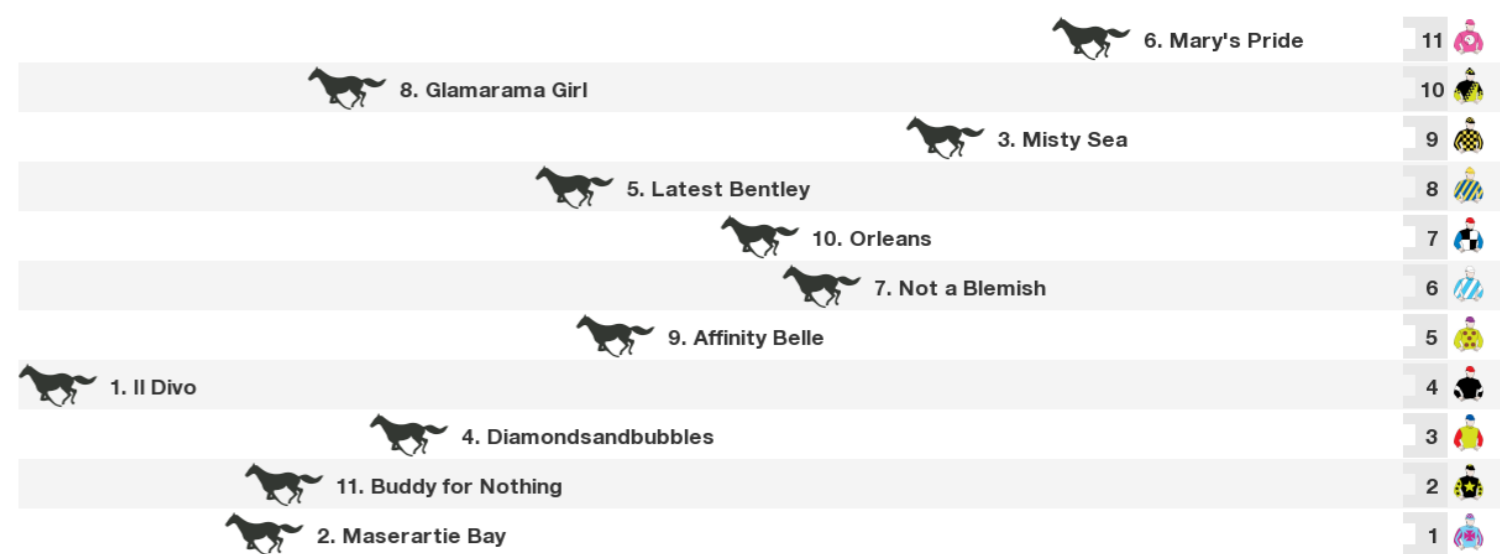 6. Mary's Pride 11
8. Glamarama Girl 10
3. Misty Sea 9
5. Latest Bentley 8
10. Orleans 7
7. Not a Blemish 6
9. Affinity Belle 5
1. Il Divo 4
4. Diamondsandbubbles 3
11. Buddy for Nothing 2
2. Maserartie Bay 1